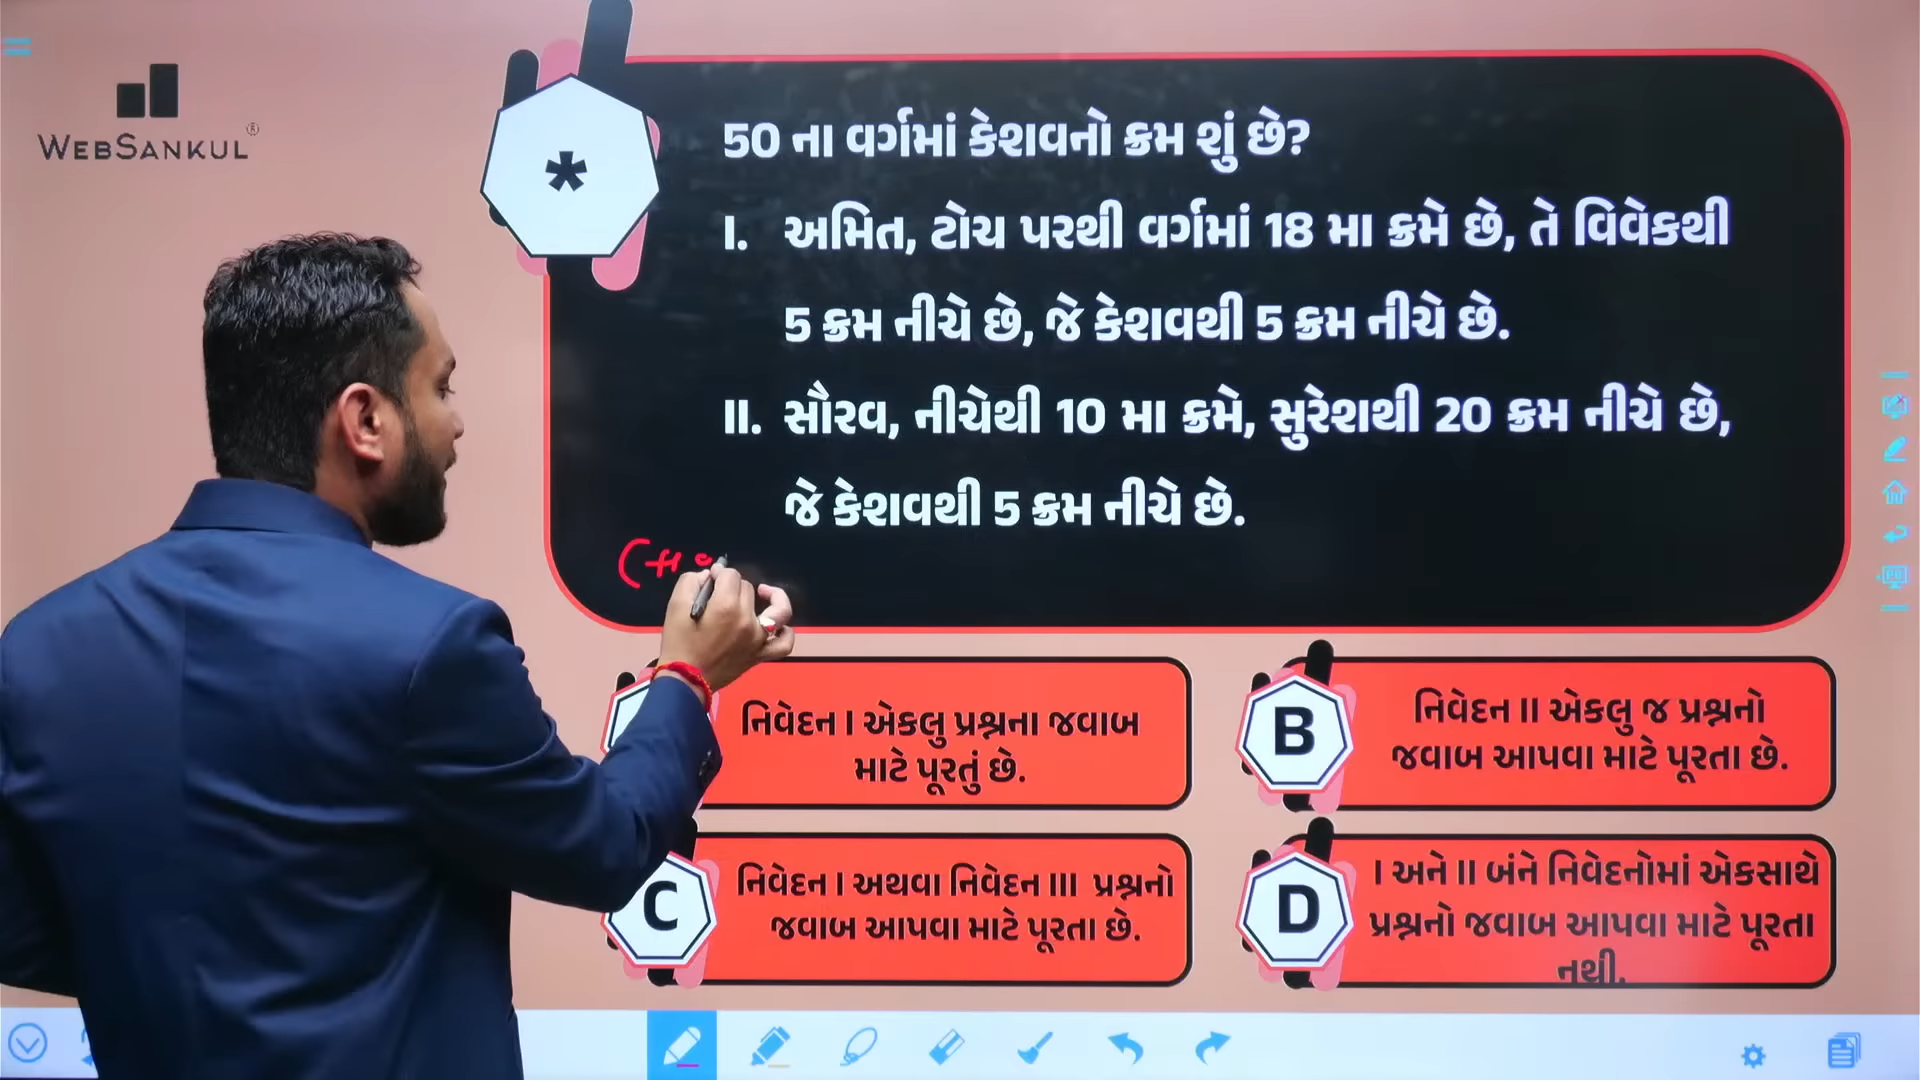 WEBSANKUL®
*
50 ના વર્ગમાં કેશવનો ક્રમ શું છે?
I. અમિત, ટોચ પરથી વર્ગમાં 18 મા ક્રમે છે, તે વિવેકથી
5 ક્રમ નીચે છે, જે કેશવથી 5 ક્રમ નીચે છે.
II. સૌરવ, નીચેથી 10 મા ક્રમે, સુરેશથી 20 ક્રમ નીચે છે,
જે કેશવથી 5 ક્રમ નીચે છે.
નિવેદન I એકલુ પ્રશ્નના જવાબ
માટે પૂરતું છે.
B
નિવેદન II એકલુ જ પ્રશ્નનો
જવાબ આપવા માટે પૂરતા છે.
C
નિવેદન I અથવા નિવેદન III પ્રશ્નનો
જવાબ આપવા માટે પૂરતા છે.
D
I અને II બંને નિવેદનોમાં એકસાથે
પ્રશ્નનો જવાબ આપવા માટે પૂરતા
નથી.